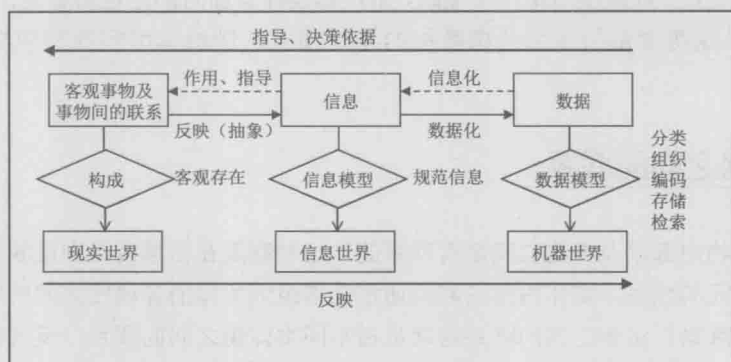 指导、决策依据
客观事物及
事物间的联系
作用、指导
反映（抽象）
信息
信息化
数据化
数据
构成
客观存在
信息模型
规范信息
数据模型
分类
组织
编码
存储
检索
现实世界
信息世界
机器世界
反映